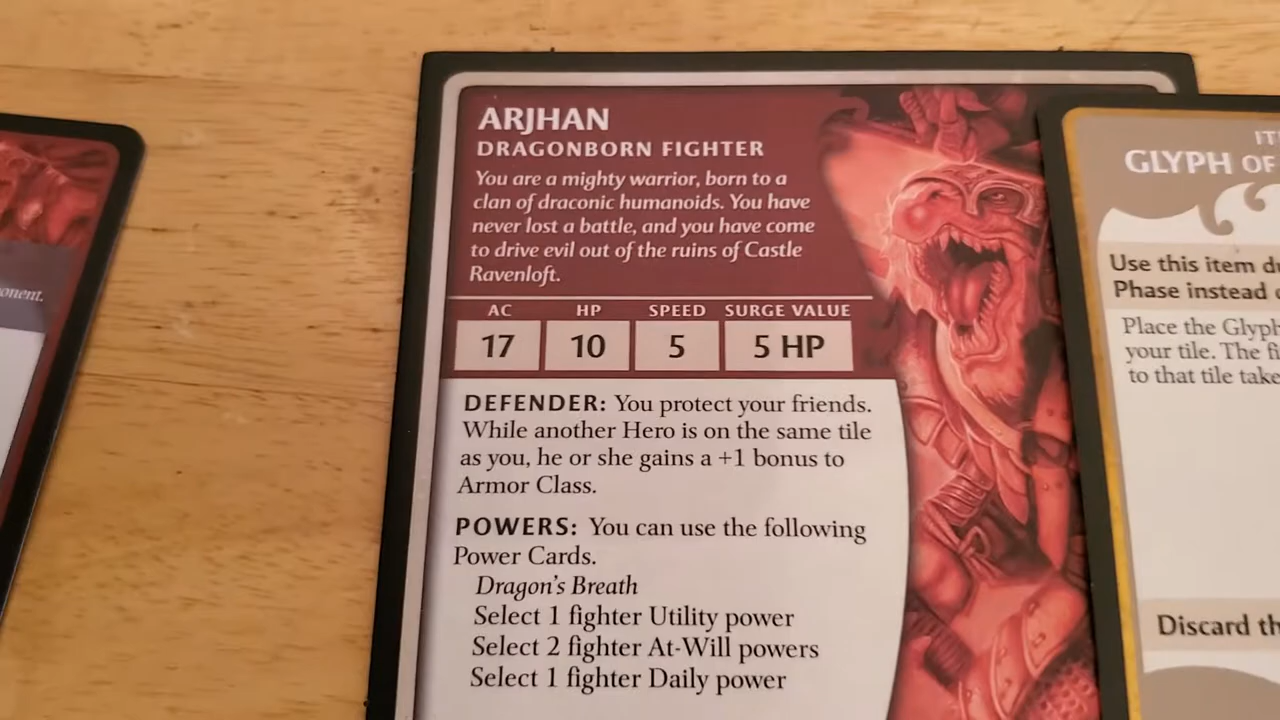 onent.
ARJHAN
DRAGONBORN FIGHTER
You are a mighty warrior, born to a
clan of draconic humanoids. You have
never lost a battle, and you have come
to drive evil out of the ruins of Castle
Ravenloft.
AC HP SPEED SURGE VALUE
17 10 5 5 HP
DEFENDER: You protect your friends.
While another Hero is on the same tile
as you, he or she gains a +1 bonus to
Armor Class.
POWERS: You can use the following
Power Cards.
Dragon's Breath
Select 1 fighter Utility power
Select 2 fighter At-Will powers
Select 1 fighter Daily power
IT
GLYPH OF
Use this item du
Phase instead
Place the Glyph
your tile. The fi
to that tile take
Discard th